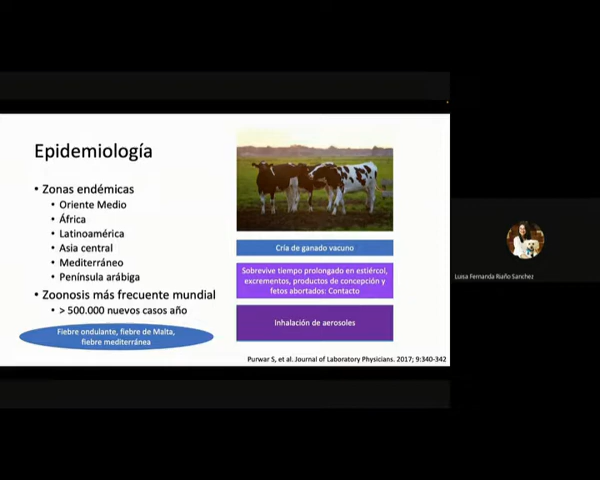 Epidemiología
• Zonas endémicas
• Oriente Medio
• África
• Latinoamérica
• Asia central
• Mediterráneo
• Península arábiga
• Zoonosis más frecuente mundial
• > 500.000 nuevos casos año
Fiebre ondulante, fiebre de Malta,
fiebre mediterránea
Cría de ganado vacuno
Sobrevive tiempo prolongado en estiércol,
excrementos, productos de concepción y
fetos abortados: Contacto
Inhalación de aerosoles
Purwar S, et al. Journal of Laboratory Physicians. 2017; 9:340-342
Luisa Fernanda Riaño Sanchez